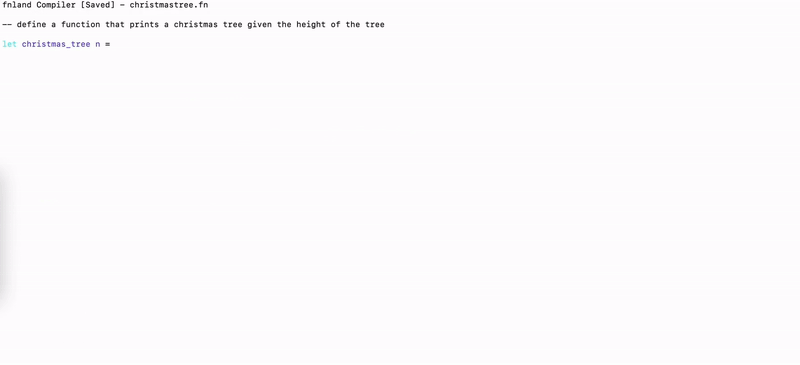 fnland Compiler [Saved] - christmastree.fn
-- define a function that prints a christmas tree given the height of the tree
let christmas_tree n =